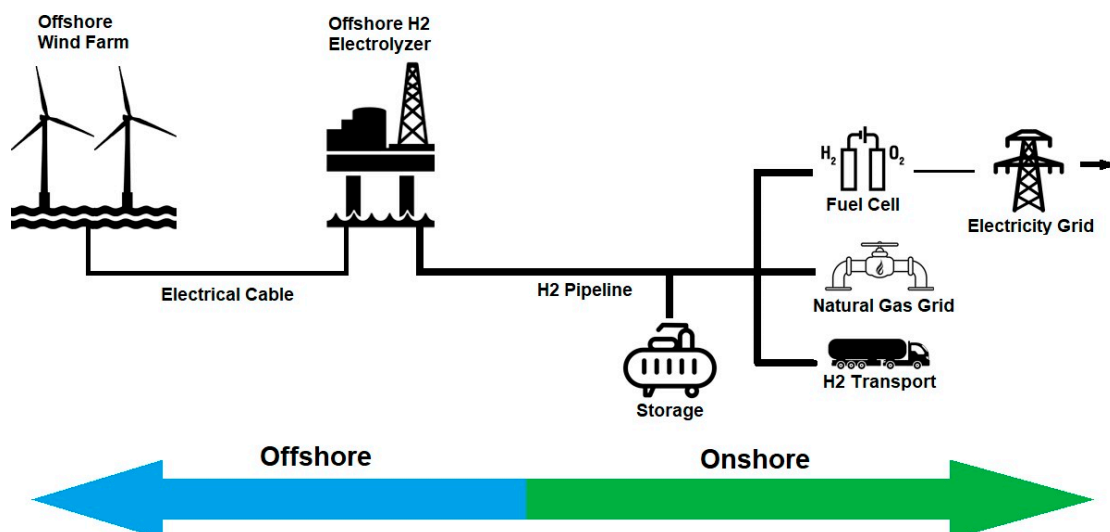 Offshore
Wind Farm
Offshore H2
Electrolyzer
Electrical Cable
H2 Pipeline
Storage
H₂
O₂
Fuel Cell
Electricity Grid
Natural Gas Grid
H2 Transport
Offshore
Onshore